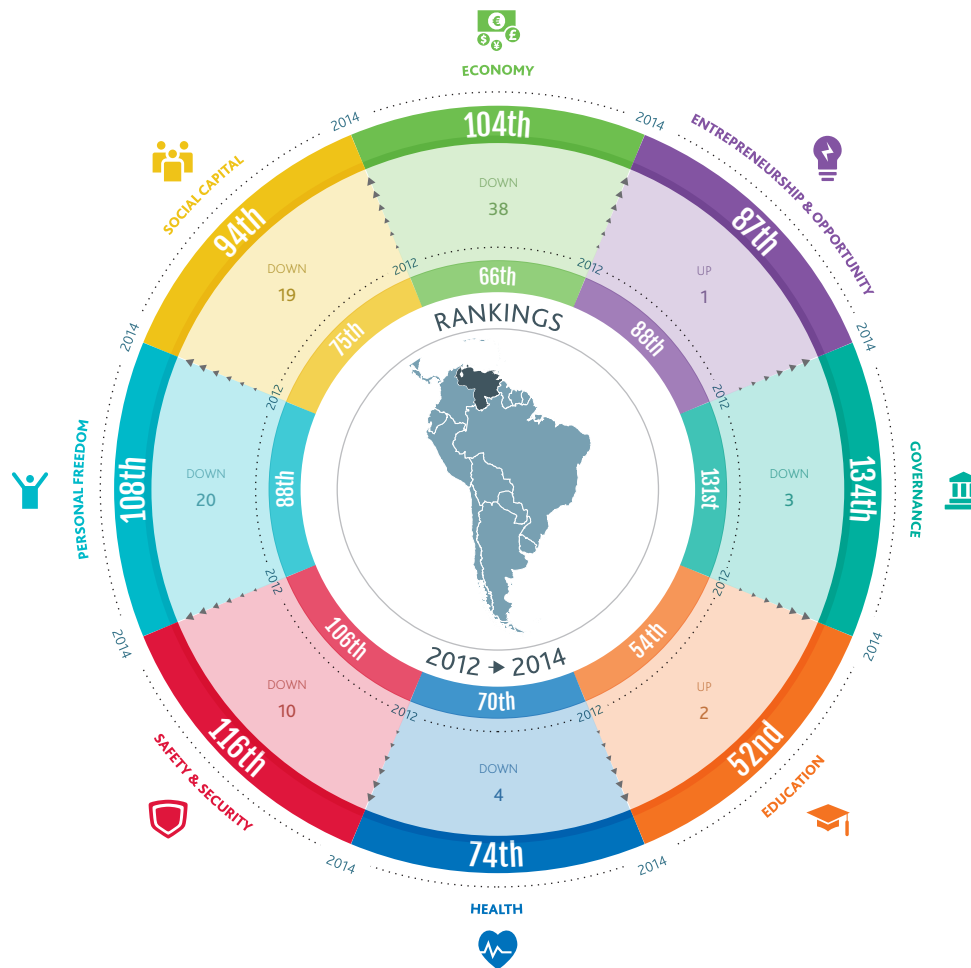 ECONOMY
104th
DOWN
38
66th
2014
2014
2012
2012
ENTREPRENEURSHIP & OPPORTUNITY
87th
UP
1
88th
2014
2012
GOVERNANCE
134th
DOWN
3
131st
2014
2012
EDUCATION
52nd
UP
2
54th
2014
2012
HEALTH
74th
DOWN
4
70th
2014
2012
SAFETY & SECURITY
116th
DOWN
10
106th
2014
2012
PERSONAL FREEDOM
108th
DOWN
20
88th
2014
2012
SOCIAL CAPITAL
94th
DOWN
19
75th
RANKINGS
2012 → 2014
€
$
¥
£